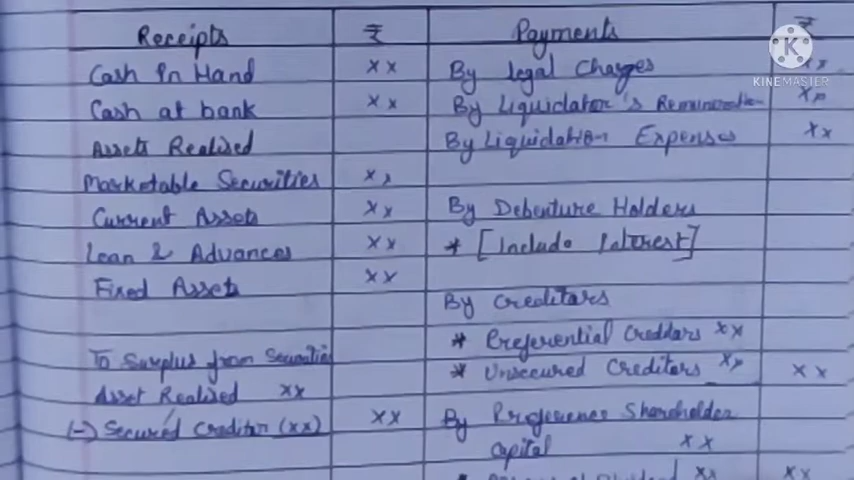 Receipts ₹ Payments ₹
Cash In Hand xx By Legal Charges xx
Cash at bank xx By Liquidator's Remuneration xx
Assets Realised By Liquidation Expenses xx
Marketable Securities xx
Current Assets xx By Debenture Holders
Loan & Advances xx * [Include Interest]
Fixed Assets xx
By Creditors
* Preferential Creditors xx
To Surplus from Securities * Unsecured Creditors xx xx
Asset Realised xx
(-) Secured Creditor (xx) xx By Preference Shareholder
Capital xx
* Dividend xx xx
K
KINEMASTER